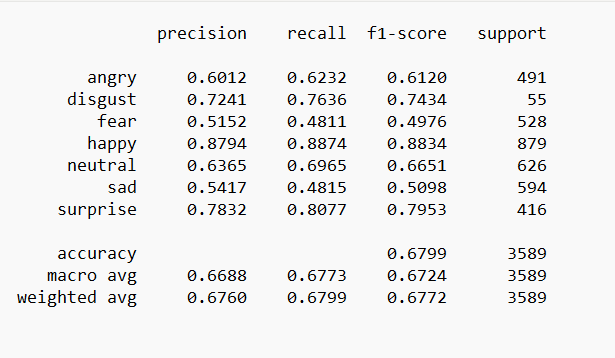 precision recall f1-score support
angry 0.6012 0.6232 0.6120 491
disgust 0.7241 0.7636 0.7434 55
fear 0.5152 0.4811 0.4976 528
happy 0.8794 0.8874 0.8834 879
neutral 0.6365 0.6965 0.6651 626
sad 0.5417 0.4815 0.5098 594
surprise 0.7832 0.8077 0.7953 416
accuracy 0.6799 3589
macro avg 0.6688 0.6773 0.6724 3589
weighted avg 0.6760 0.6799 0.6772 3589